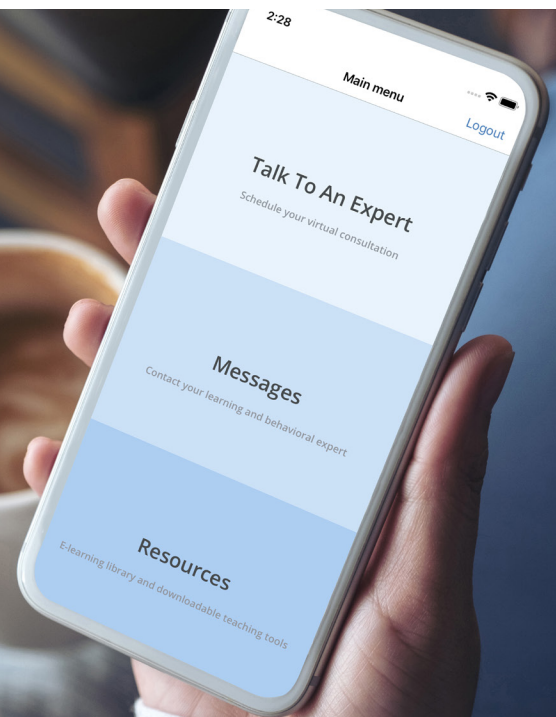 2:28
Main menu
Logout
Talk To An Expert
Schedule your virtual consultation
Messages
Contact your learning and behavioral expert
Resources
E-learning library and downloadable teaching tools